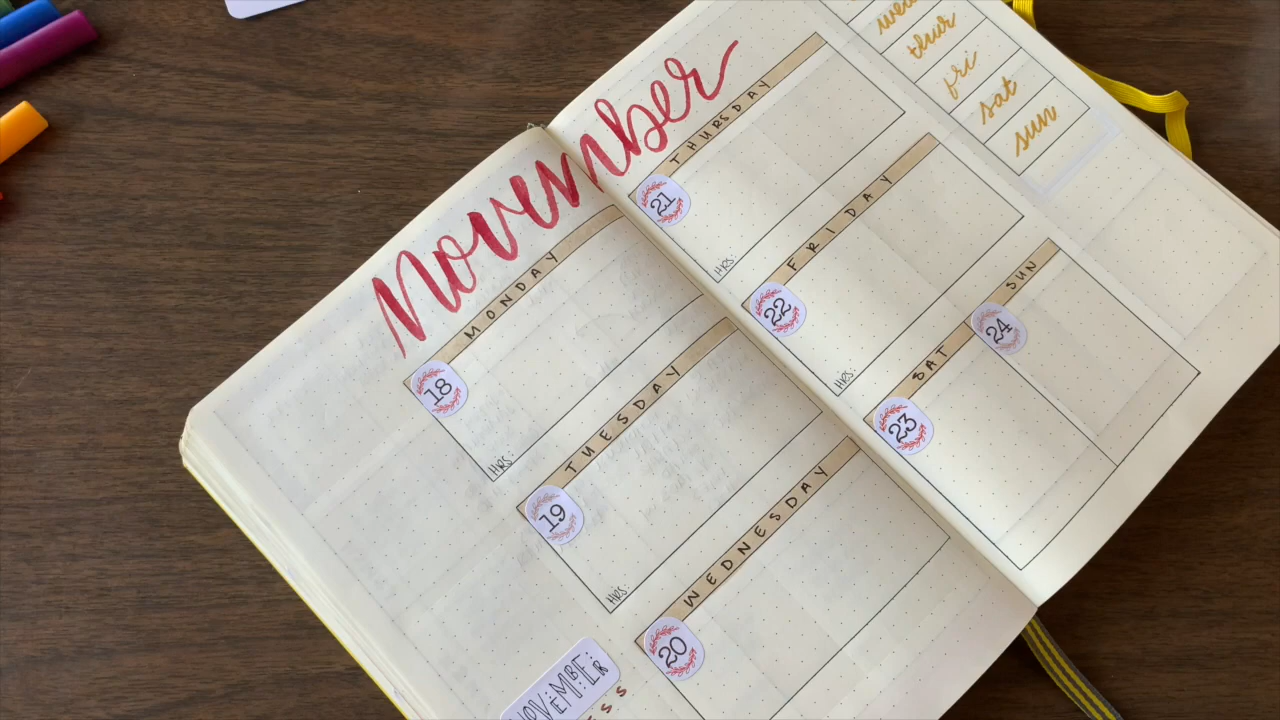 November
MONDAY
18
HRS:
TUESDAY
19
HRS:
WEDNESDAY
20
NOVEMBER
THURSDAY
21
HRS:
FRIDAY
22
HRS:
SAT
23
SUN
24
thur
fri
sat
sun